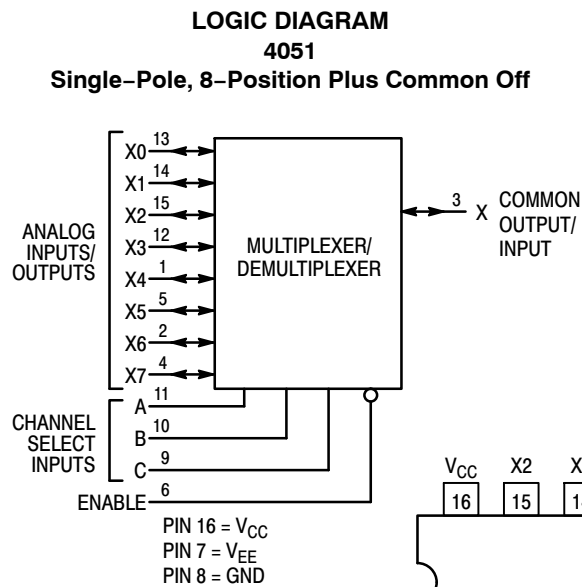 LOGIC DIAGRAM
4051
Single–Pole, 8–Position Plus Common Off
ANALOG
INPUTS/
OUTPUTS
X0 13
X1 14
X2 15
X3 12
X4 1
X5 5
X6 2
X7 4
MULTIPLEXER/
DEMULTIPLEXER
3 X
COMMON
OUTPUT/
INPUT
CHANNEL
SELECT
INPUTS
A 11
B 10
C 9
ENABLE 6
PIN 16 = VCC
PIN 7 = VEE
PIN 8 = GND
VCC X2 X
16 15 1